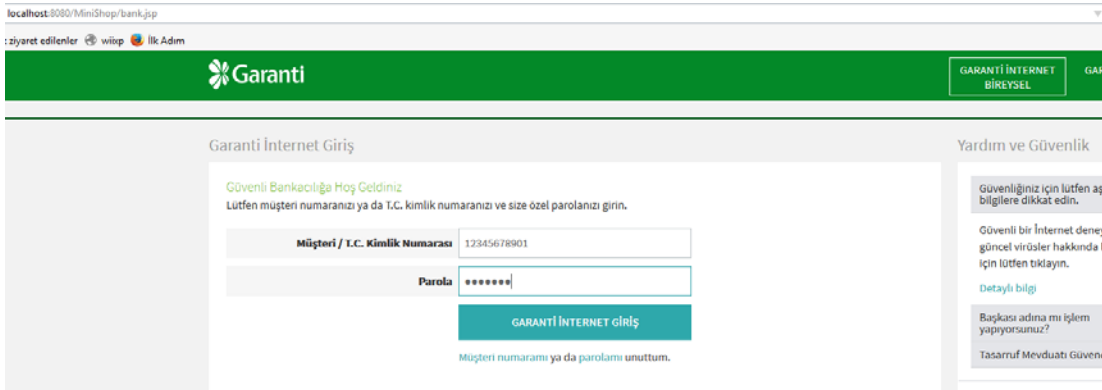 localhost:8080/MiniShop/bank.jsp
ziyaret edilenler wiixp İlk Adım
Garanti
GARANTİ İNTERNET
BİREYSEL
GAR
Garanti İnternet Giriş
Güvenli Bankacılığa Hoş Geldiniz
Lütfen müşteri numaranızı ya da T.C. kimlik numaranızı ve size özel parolanızı girin.
Müşteri / T.C. Kimlik Numarası 12345678901
Parola
GARANTİ İNTERNET GİRİŞ
Müşteri numaramı ya da parolamı unuttum.
Yardım ve Güvenlik
Güvenliğiniz için lütfen aş
bilgilere dikkat edin.
Güvenli bir İnternet deney
güncel virüsler hakkında
için lütfen tıklayın.
Detaylı bilgi
Başkası adına mı işlem
yapıyorsunuz?
Tasarruf Mevduatı Güven